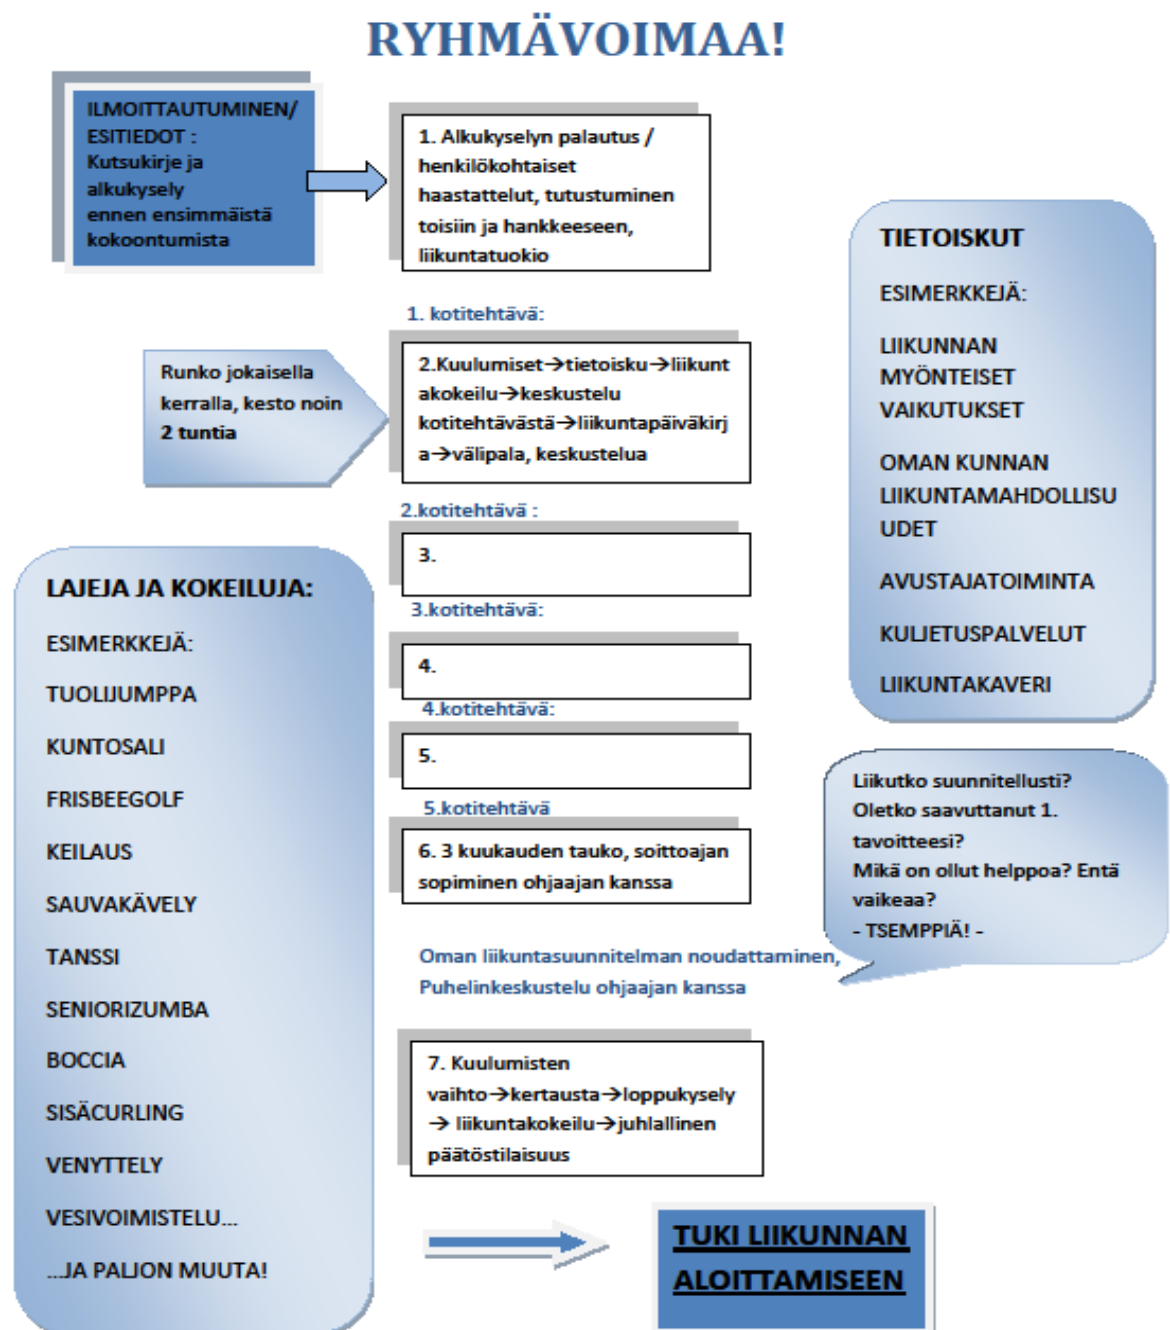 RYHMÄVOIMAA!
ILMOITTAUTUMINEN/
ESITIEDOT :
Kutsukirje ja
alkukysely
ennen ensimmäistä
kokoontumista
1. Alkukyselyn palautus /
henkilökohtaiset
haastattelut, tutustuminen
toisiin ja hankkeeseen,
liikuntatuokio
1. kotitehtävä:
Runko jokaisella
kerralla, kesto noin
2 tuntia
2.Kuulumiset→tietoisku→liikunt
akokeilu→keskustelu
kotitehtävästä→liikuntapäiväkirj
a→välipala, keskustelua
2.kotitehtävä :
3.
3.kotitehtävä:
4.
4.kotitehtävä:
5.
5.kotitehtävä
6. 3 kuukauden tauko, soittoajan
sopiminen ohjaajan kanssa
Oman liikuntasuunnitelman noudattaminen,
Puhelinkeskustelu ohjaajan kanssa
7. Kuulumisten
vaihto→kertausta→loppukysely
→ liikuntakokeilu→juhlallinen
päätöstilaisuus
TUKI LIIKUNNAN
ALOITTAMISEEN
LAJEJA JA KOKEILUJA:
ESIMERKKEJÄ:
TUOLIJUMPPA
KUNTOSALI
FRISBEEGOLF
KEILAUS
SAUVAKÄVELY
TANSSI
SENIORIZUMBA
BOCCIA
SISÄCURLING
VENYTTELY
VESIVOIMISTELU...
...JA PALJON MUUTA!
TIETOISKUT
ESIMERKKEJÄ:
LIIKUNNAN
MYÖNTEISET
VAIKUTUKSET
OMAN KUNNAN
LIIKUNTAMAHDOLLISU
UDET
AVUSTAJATOIMINTA
KULJETUSPALVELUT
LIIKUNTAKAVERI
Liikutko suunnitellusti?
Oletko saavuttanut 1.
tavoitteesi?
Mikä on ollut helppoa? Entä
vaikeaa?
- TSEMPPIÄ! -